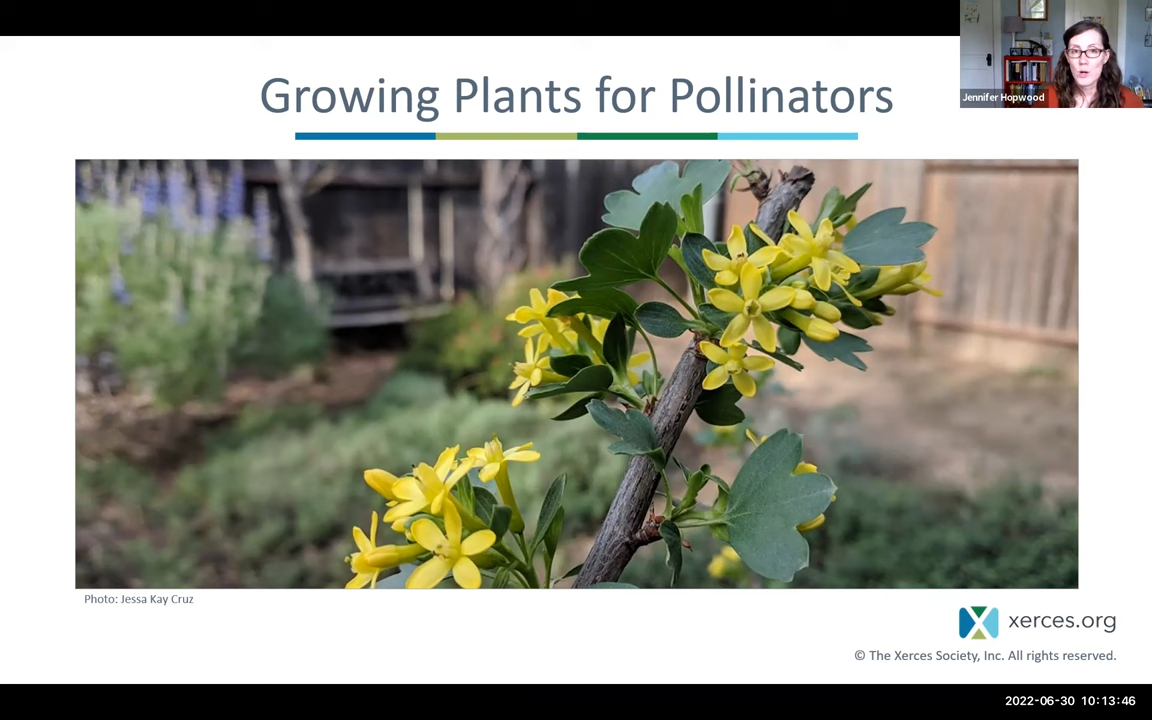 Growing Plants for Pollinators
Jennifer Hopwood
Photo: Jessa Kay Cruz
xerces.org
© The Xerces Society, Inc. All rights reserved.
2022-06-30 10:13:46